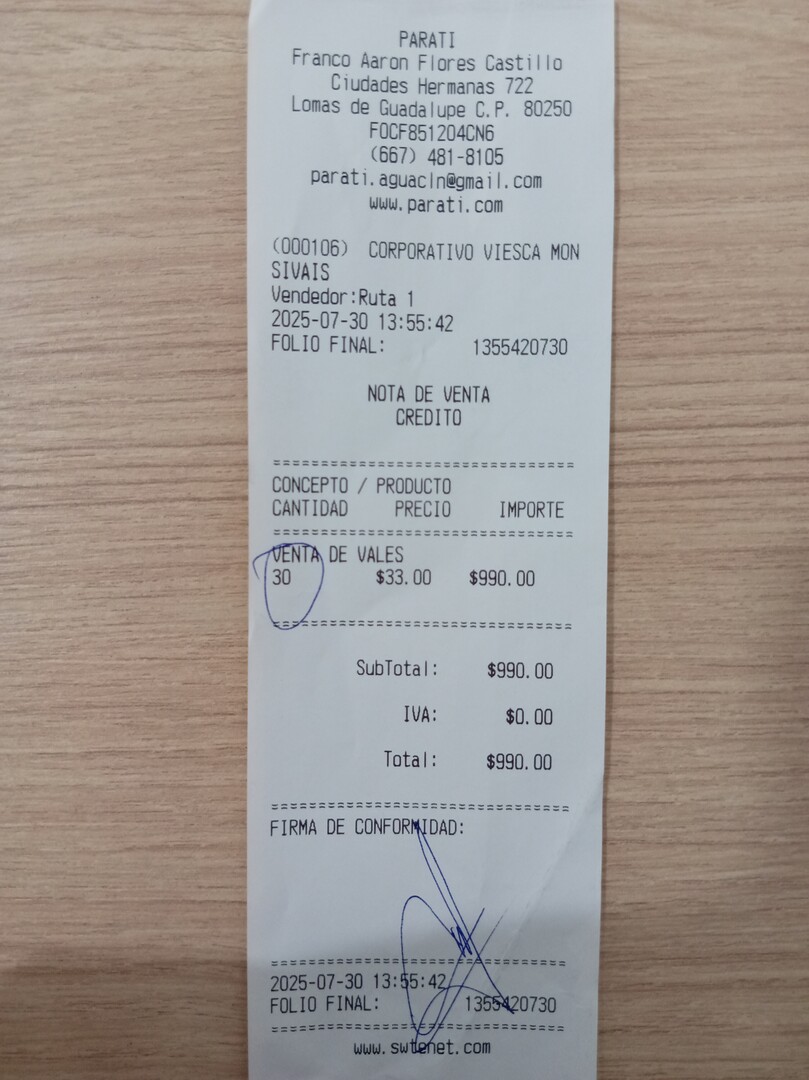 PARATI
Franco Aaron Flores Castillo
Ciudades Hermanas 722
Lomas de Guadalupe C.P. 80250
FOCF851204CN6
(667) 481-8105
parati.aguacln@gmail.com
www.parati.com
(000106) CORPORATIVO VIESCA MON
SIVAIS
Vendedor:Ruta 1
2025-07-30 13:55:42
FOLIO FINAL: 1355420730
NOTA DE VENTA
CREDITO
===============================
CONCEPTO / PRODUCTO
CANTIDAD PRECIO IMPORTE
===============================
VENTA DE VALES
30 $33.00 $990.00
===============================
SubTotal: $990.00
IVA: $0.00
Total: $990.00
===============================
FIRMA DE CONFORMIDAD:
===============================
2025-07-30 13:55:42
FOLIO FINAL: 1355420730
===============================
www.swtenet.com